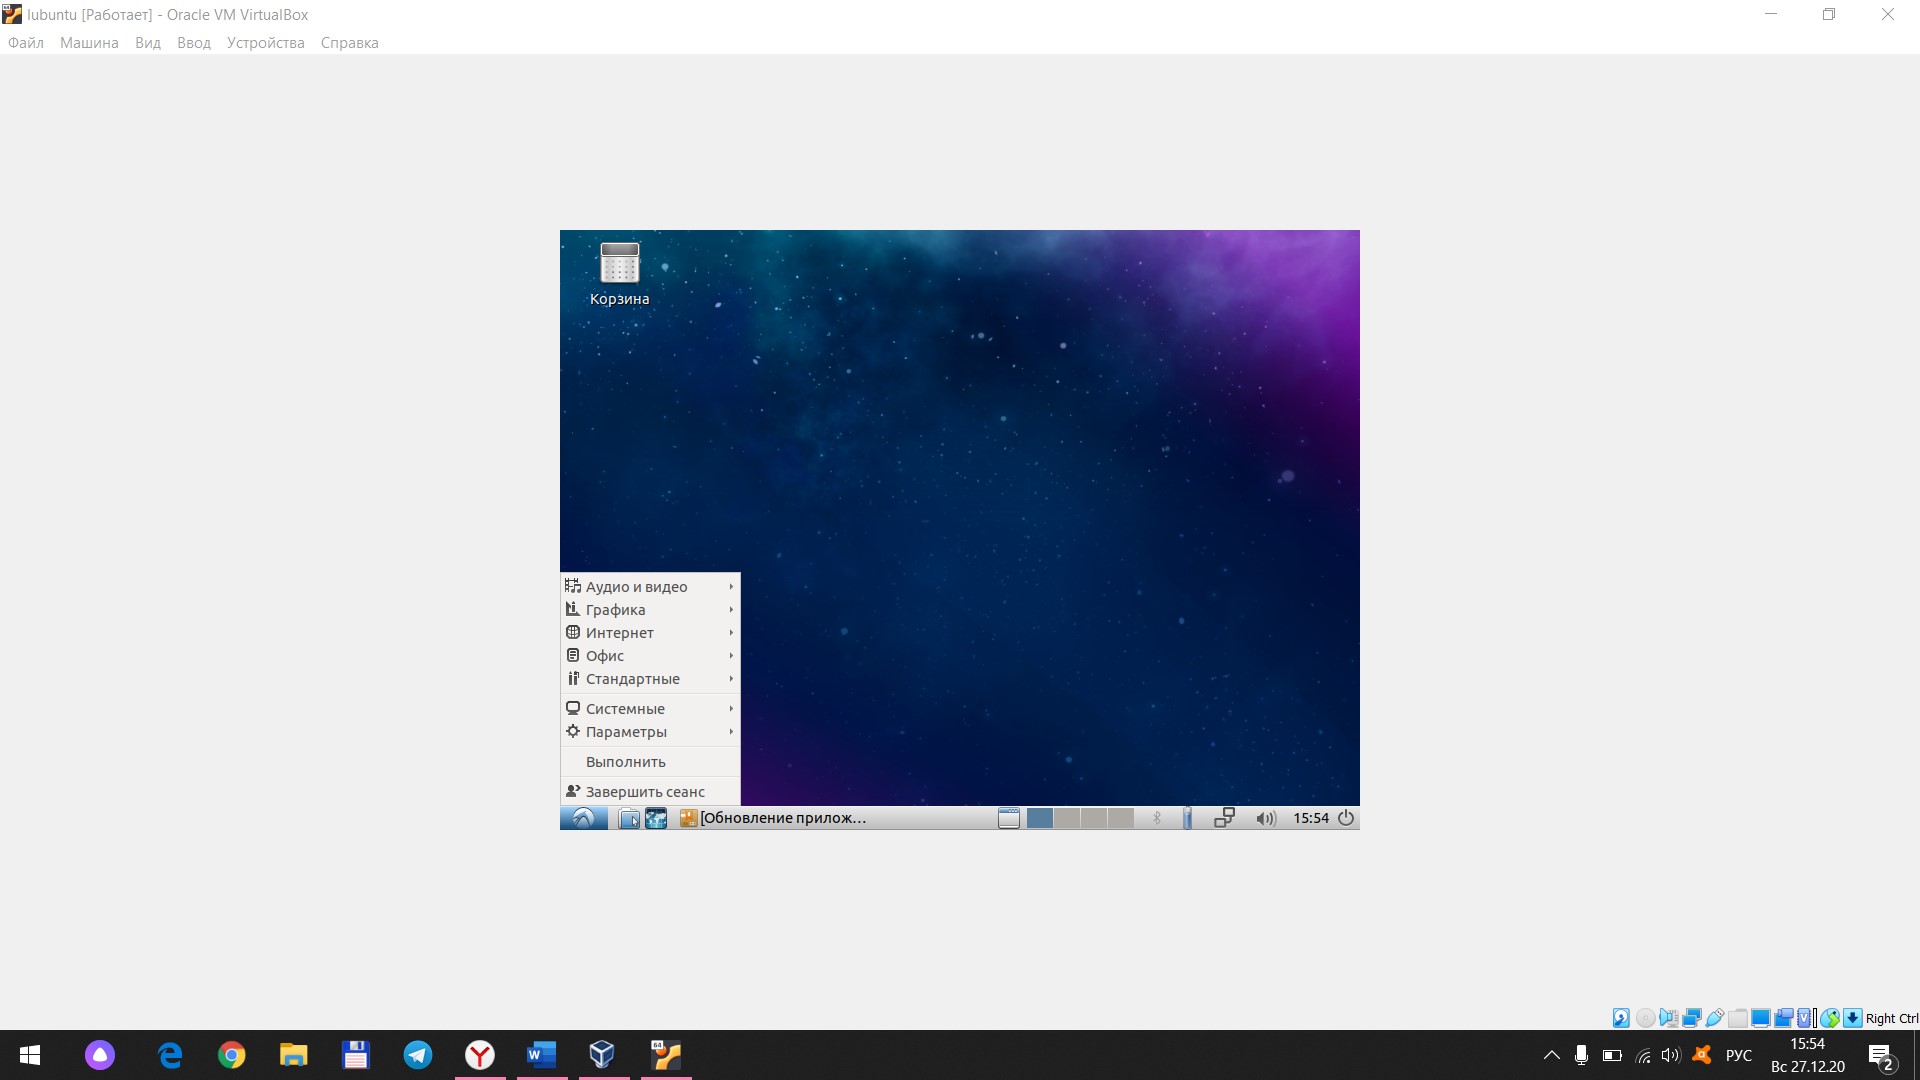 lubuntu [Работает] - Oracle VM VirtualBox
Файл Машина Вид Ввод Устройства Справка
Корзина
Аудио и видео
Графика
Интернет
Офис
Стандартные
Системные
Параметры
Выполнить
Завершить сеанс
[Обновление прилож…
15:54
Right Ctrl
W
64
РУС
15:54
Вс 27.12.20
2